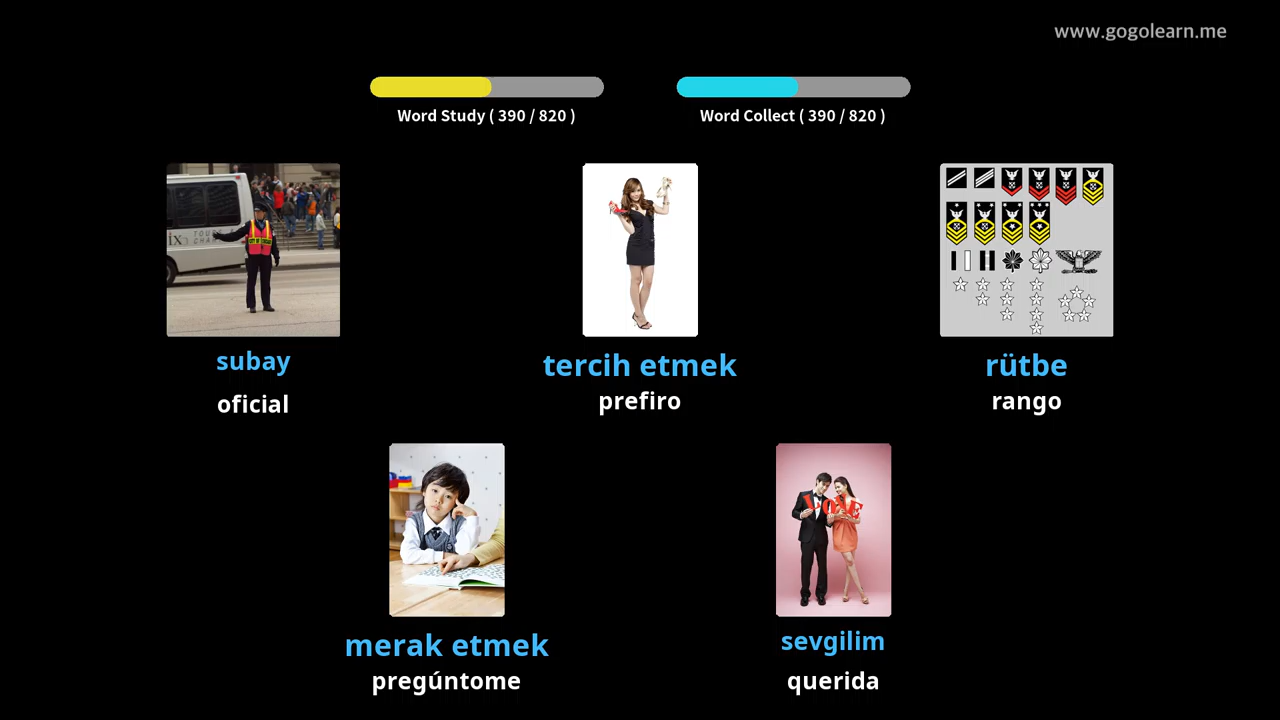 www.gogolearn.me
Word Study ( 390 / 820 )
Word Collect ( 390 / 820 )
subay
oficial
tercih etmek
prefiro
rütbe
rango
merak etmek
pregúntome
sevgilim
querida